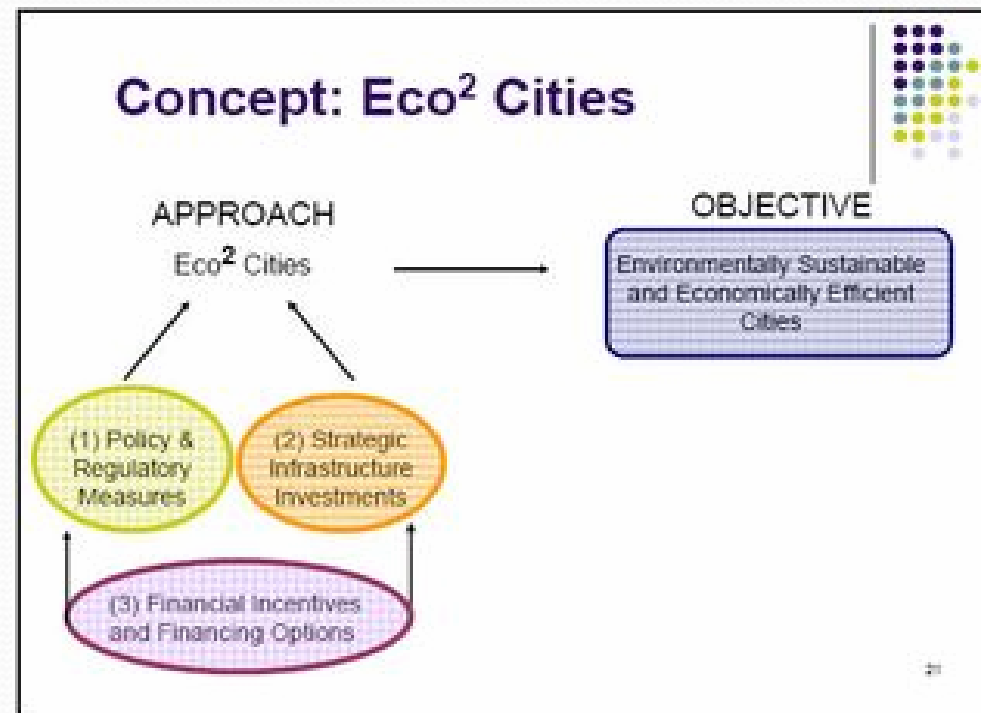 Concept: Eco² Cities
APPROACH
Eco² Cities
OBJECTIVE
Environmentally Sustainable
and Economically Efficient
Cities
(1) Policy &
Regulatory
Measures
(2) Strategic
Infrastructure
Investments
(3) Financial Incentives
and Financing Options